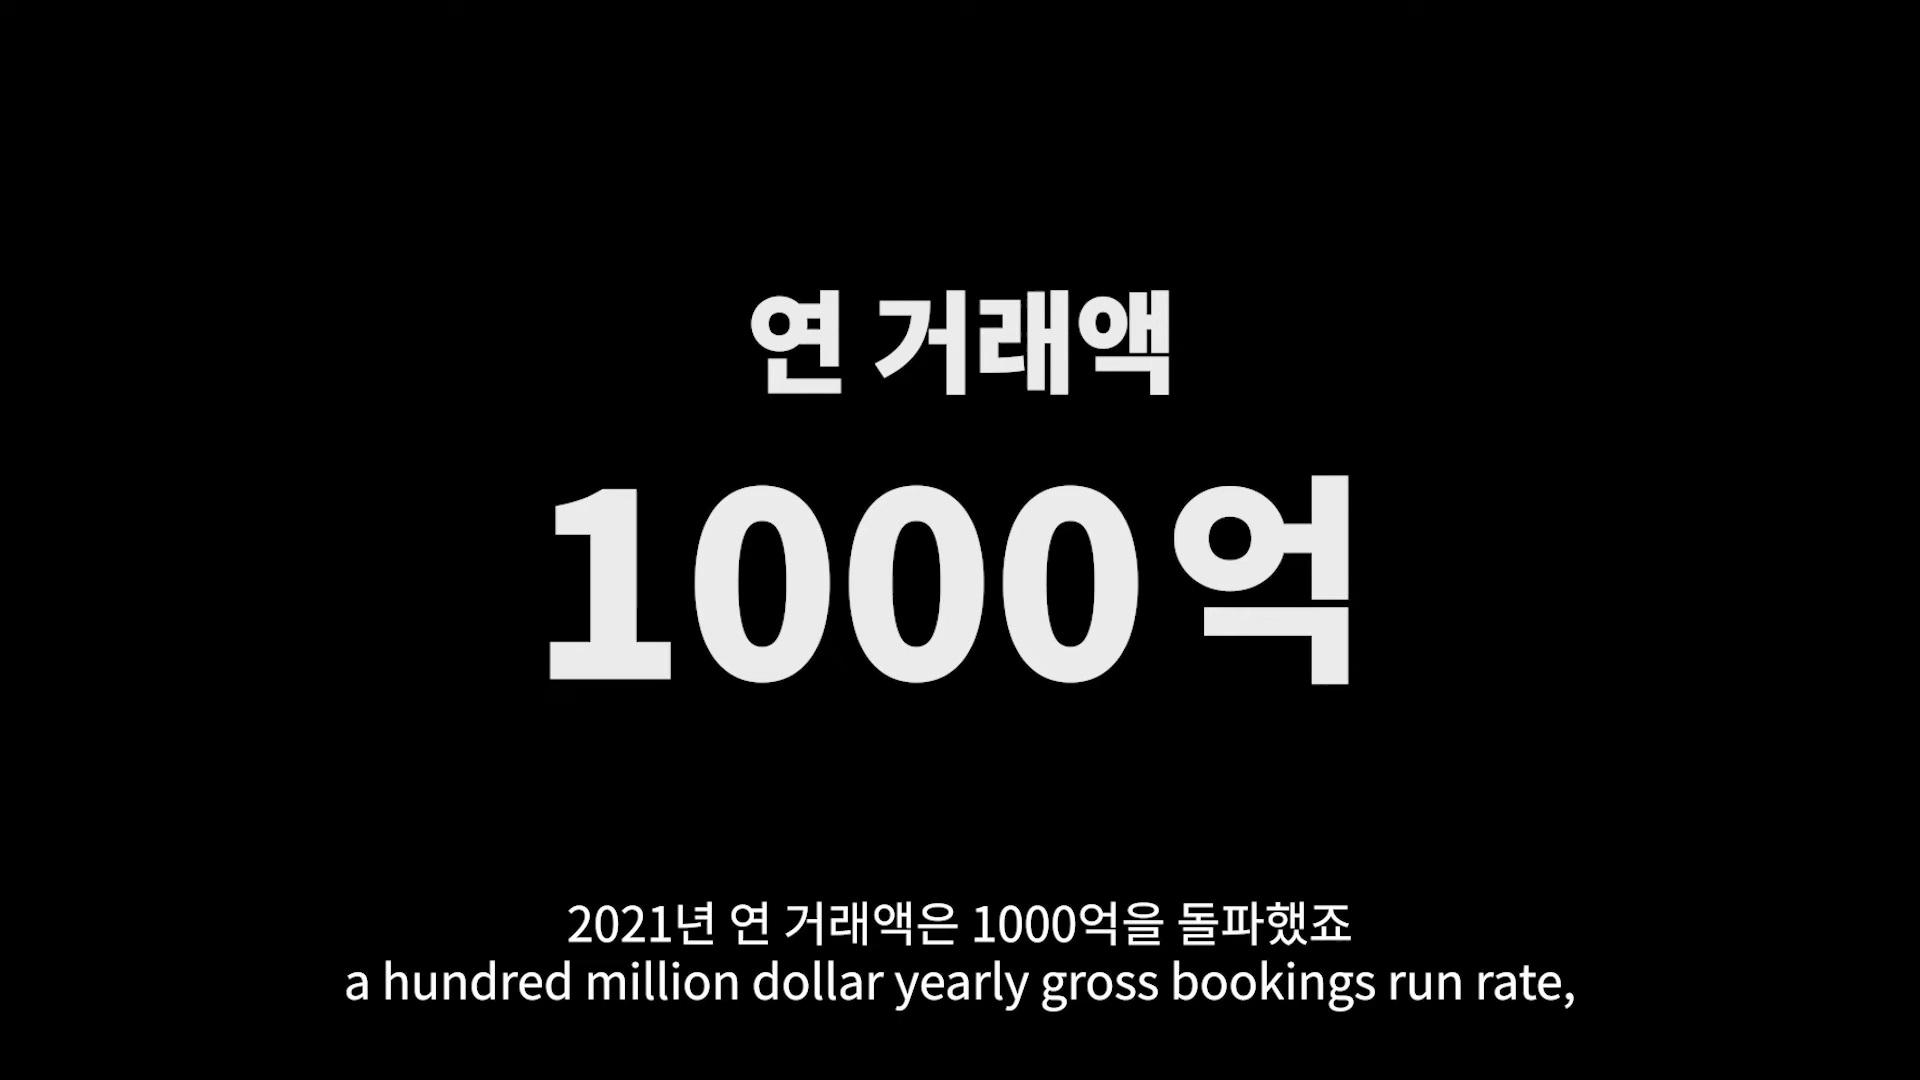 연 거래액
1000억
2021년 연 거래액은 1000억을 돌파했죠
a hundred million dollar yearly gross bookings run rate,